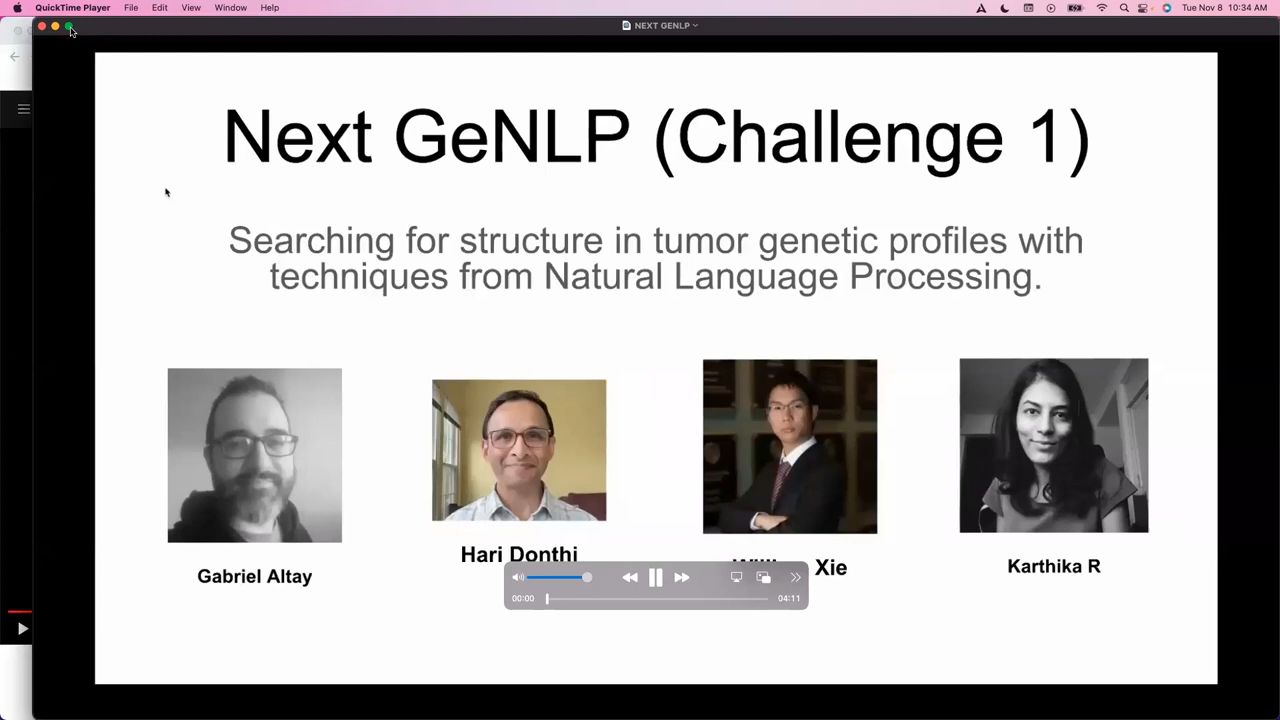 QuickTime Player File Edit View Window Help Tue Nov 8 10:34 AM
NEXT GENLP
Next GeNLP (Challenge 1)
Searching for structure in tumor genetic profiles with
techniques from Natural Language Processing.
Gabriel Altay
Hari Donthi
Xie
Karthika R
00:00 04:11